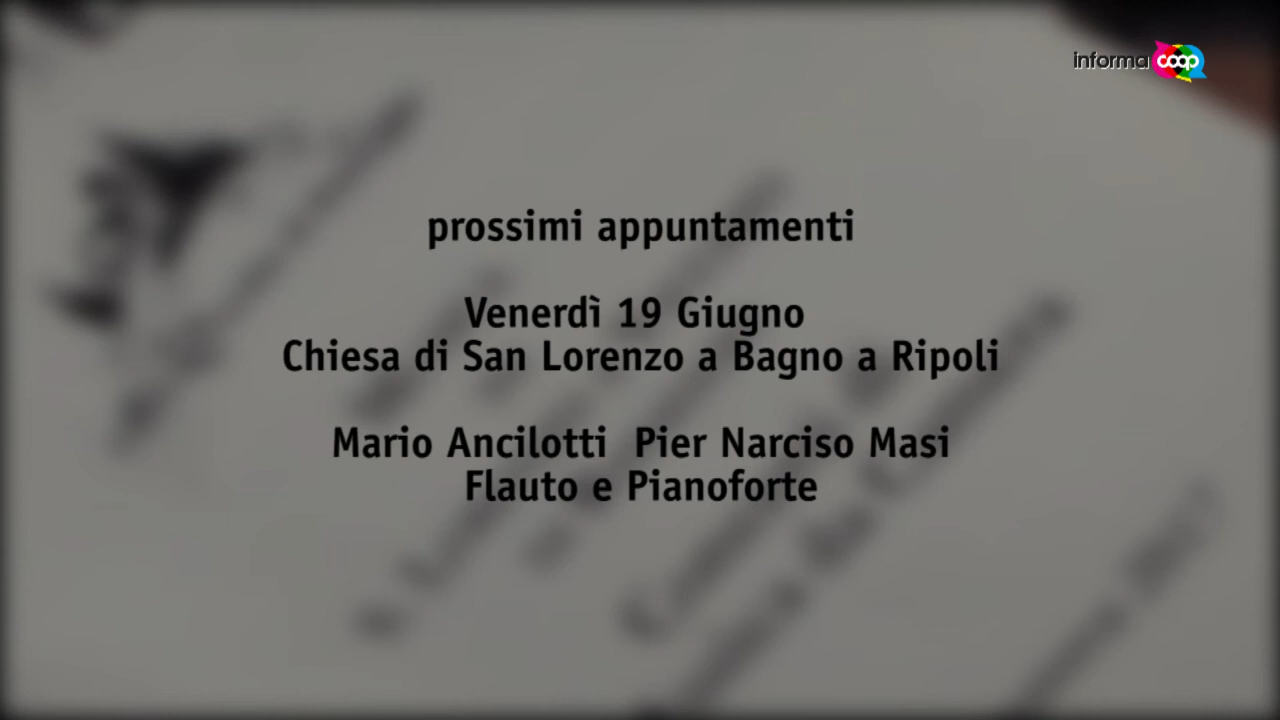 informa coop
prossimi appuntamenti
Venerdì 19 Giugno
Chiesa di San Lorenzo a Bagno a Ripoli
Mario Ancilotti Pier Narciso Masi
Flauto e Pianoforte